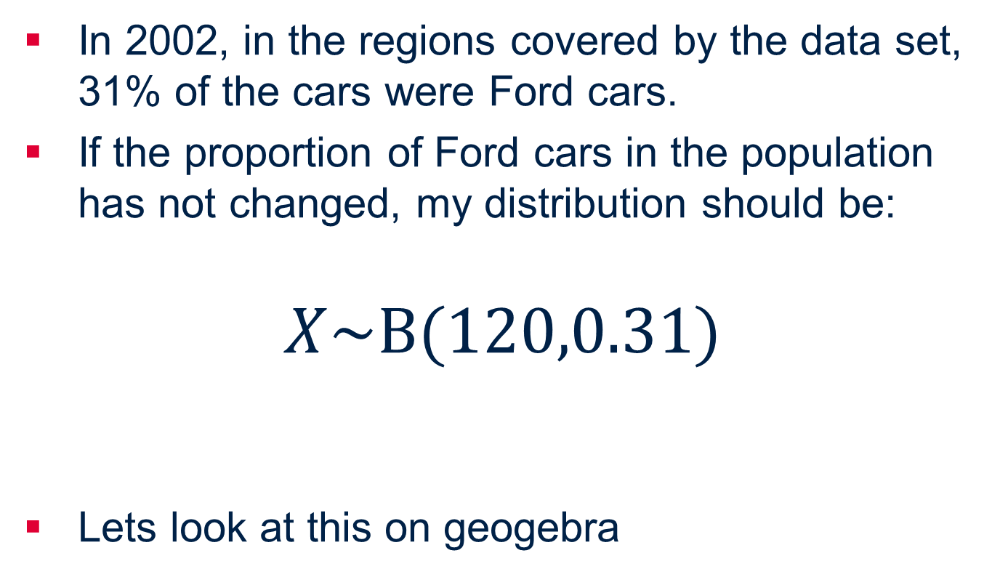 ▪ In 2002, in the regions covered by the data set,
31% of the cars were Ford cars.
▪ If the proportion of Ford cars in the population
has not changed, my distribution should be:
X~B(120,0.31)
▪ Lets look at this on geogebra